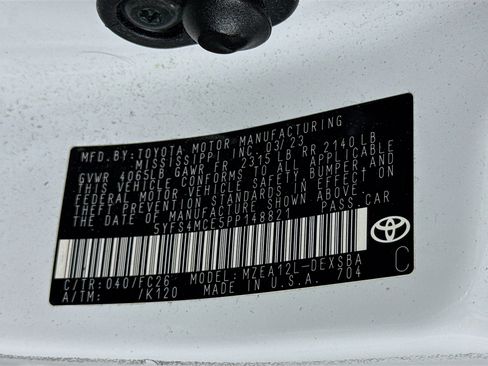 MFD.BY:TOYOTA MOTOR MANUFACTURING
MISSISSIPPI INC. 03/23
GVWR 4065LB GAWR FR 2315 LB RR 2140 LB
THIS VEHICLE CONFORMS TO ALL APPLICABLE
FEDERAL MOTOR VEHICLE SAFETY, BUMPER, AND
THEFT PREVENTION STANDARDS IN EFFECT ON
THE DATE OF MANUFACTURE SHOWN ABOVE.
5YFS4MCE5PP148821 PASS.CAR
C/TR: 040/FC26 MODEL: MZEA12L-DEXSBA
A/TM: /K120 MADE IN U.S.A. 704
C